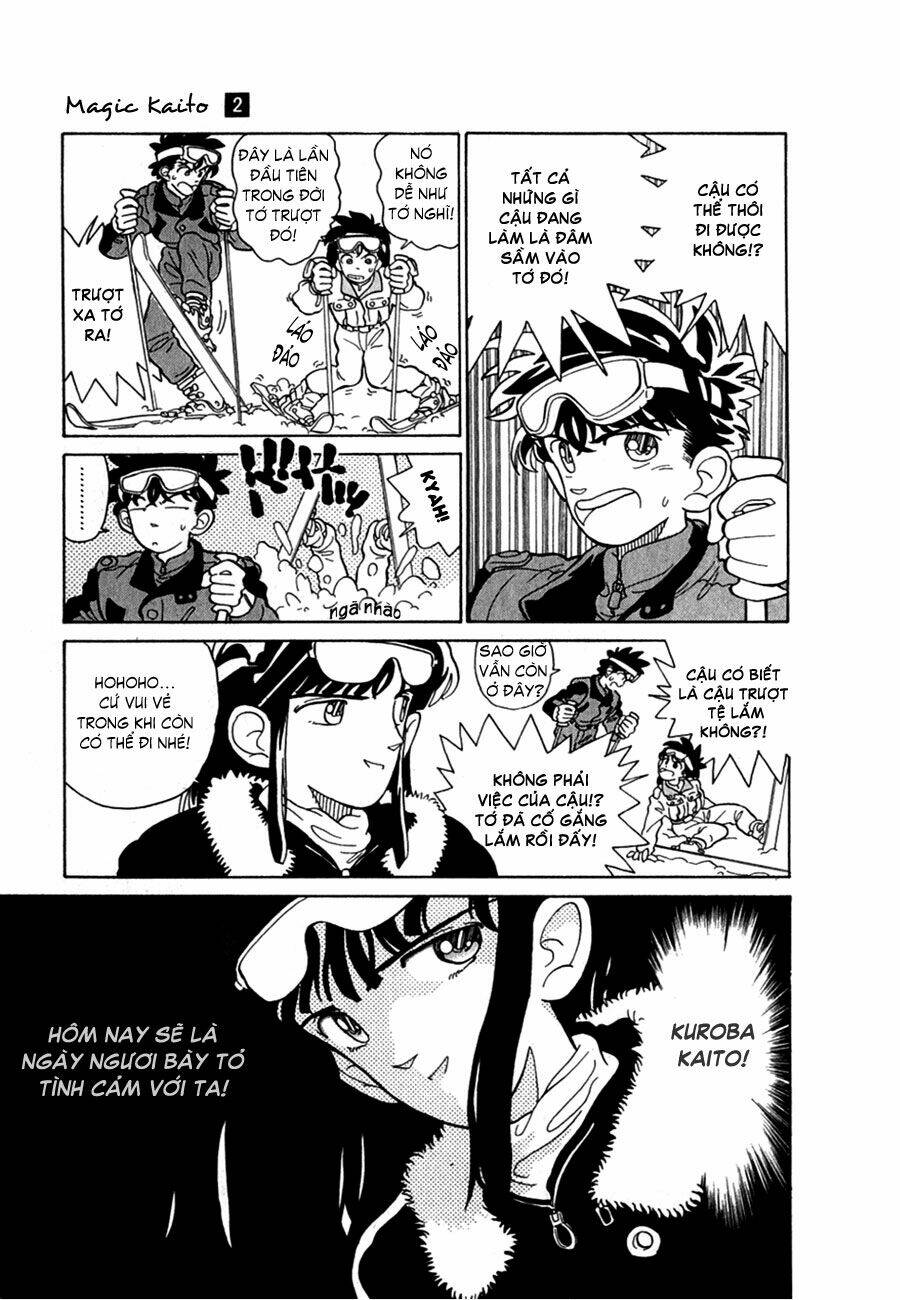 Magic Kaito 2
CẬU CÓ
THỂ THÔI
ĐI ĐƯỢC
KHÔNG!?
TẤT CẢ
NHỮNG GÌ
CẬU ĐANG
LÀM LÀ ĐÂM
SẦM VÀO
TỚ ĐÓ!
NÓ
KHÔNG
DỄ NHƯ
TỚ NGHĨ!
ĐÂY LÀ LẦN
ĐẦU TIÊN
TRONG ĐỜI
TỚ TRƯỢT
ĐÓ!
TRƯỢT
XA TỚ
RA!
LẢO
ĐẢO
LẢO
ĐẢO
KYAH!
ngã nhào
.........
CẬU CÓ BIẾT
LÀ CẬU TRƯỢT
TỆ LẮM
KHÔNG?!
SAO GIỜ
VẪN CÒN
Ở ĐÂY?
KHÔNG PHẢI
VIỆC CỦA CẬU!?
TỚ ĐÃ CỐ GẮNG
LẮM RỒI ĐẤY!
HOHOHO...
CỨ VUI VẺ
TRONG KHI CÒN
CÓ THỂ ĐI NHÉ!
KUROBA
KAITO!
HÔM NAY SẼ LÀ
NGÀY NGƯƠI BÀY TỎ
TÌNH CẢM VỚI TA!